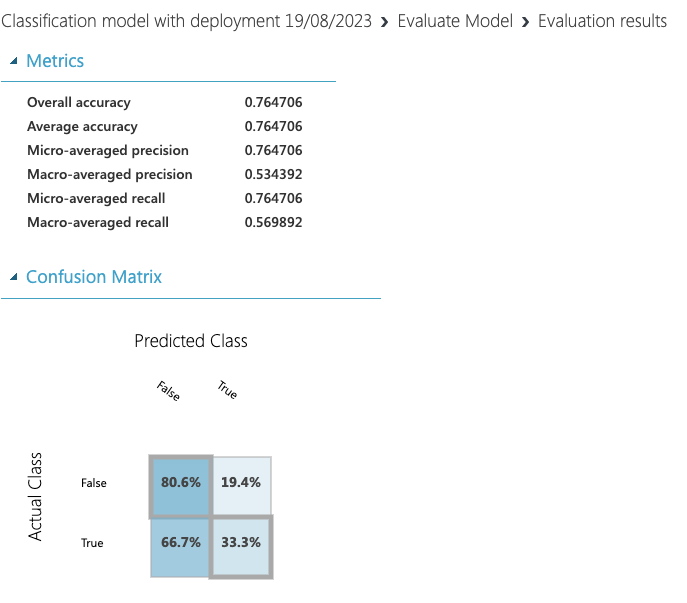 Classification model with deployment 19/08/2023 ❯ Evaluate Model ❯ Evaluation results
Metrics
Overall accuracy 0.764706
Average accuracy 0.764706
Micro-averaged precision 0.764706
Macro-averaged precision 0.534392
Micro-averaged recall 0.764706
Macro-averaged recall 0.569892
Confusion Matrix
Predicted Class
False True
Actual Class
False 80.6% 19.4%
True 66.7% 33.3%